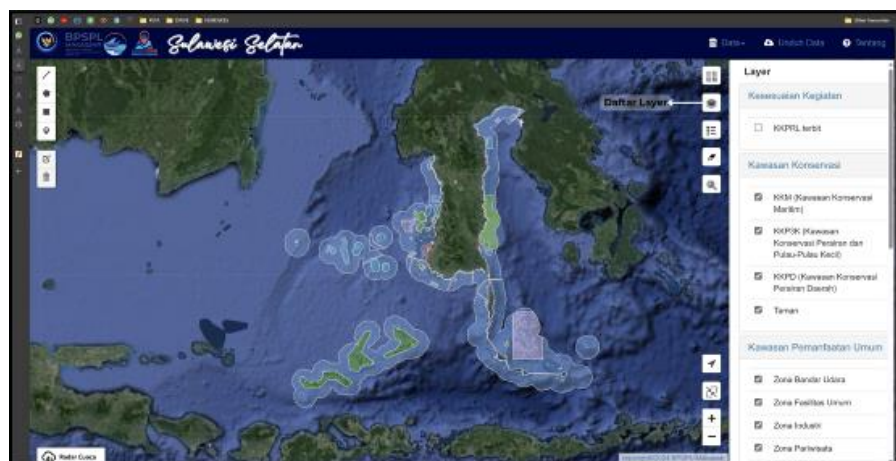 BPSPL
Sulawesi Selatan
Data
Unduh Data
Tentang
Daftar Layer
Layer
Kesesuaian Kegiatan
KKPRL terbit
Kawasan Konservasi
KKM (Kawasan Konservasi
Maritim)
KKP3K (Kawasan
Konservasi Perairan dan
Pulau-Pulau Kecil)
KKPD (Kawasan Konservasi
Perairan Daerah)
Taman
Kawasan Pemanfaatan Umum
Zona Bandar Udara
Zona Fasilitas Umum
Zona Industri
Zona Pariwisata
Radar Cuaca